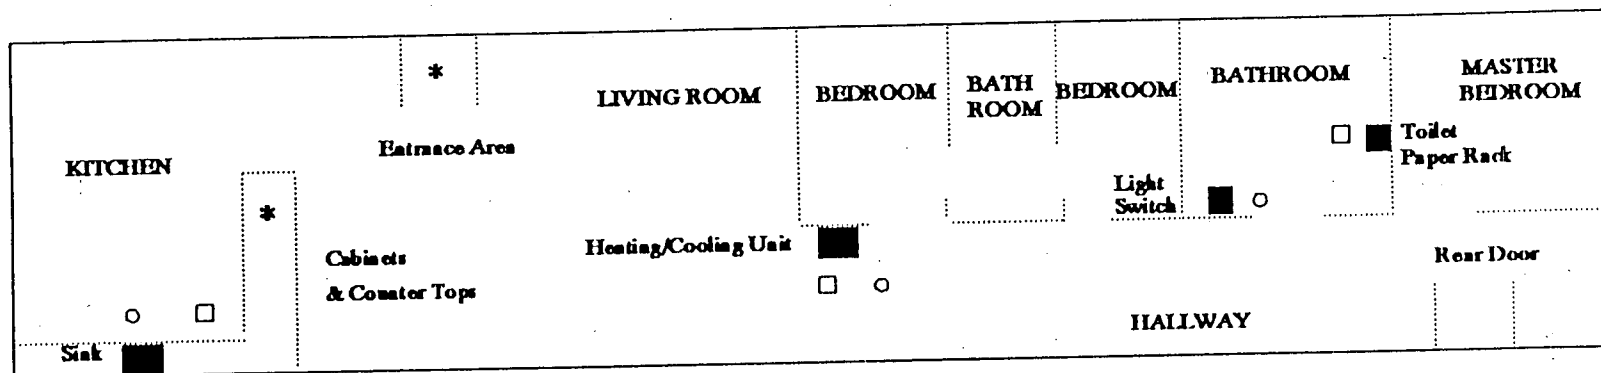 KITCHEN
*
Entrance Area
*
Cabinets
& Counter Tops
Sink
LIVING ROOM
Heating/Cooling Unit
BEDROOM
BATH
ROOM
BEDROOM
BATHROOM
Light
Switch
Toilet
Paper Rack
MASTER
BEDROOM
HALLWAY
Rear Door